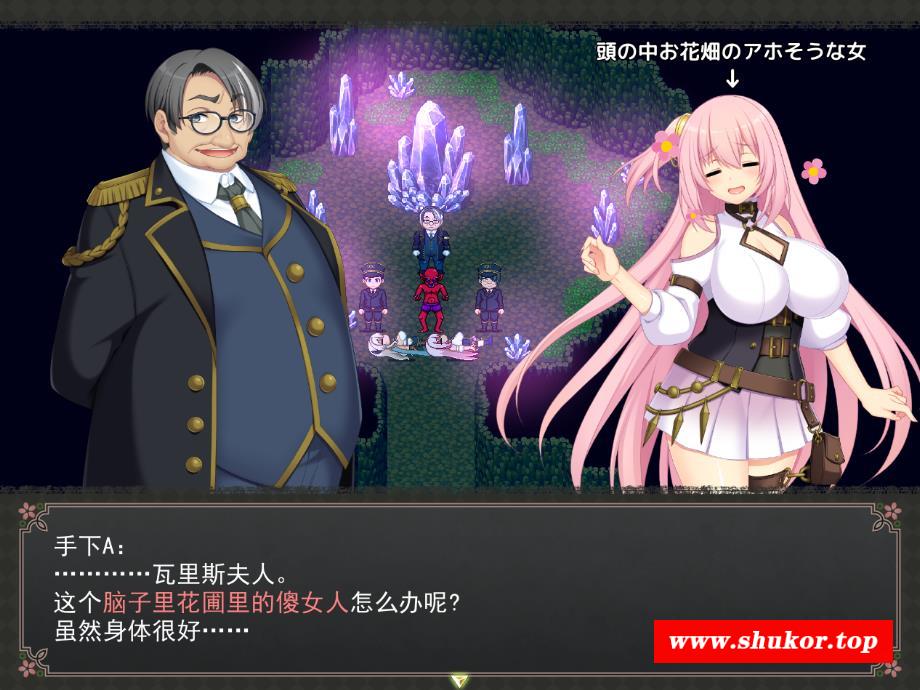 頭の中お花畑のアホそうな女
↓
手下A：
…………瓦里斯夫人。
这个脑子里花圃里的傻女人怎么办呢？
虽然身体很好……
www.shukor.top